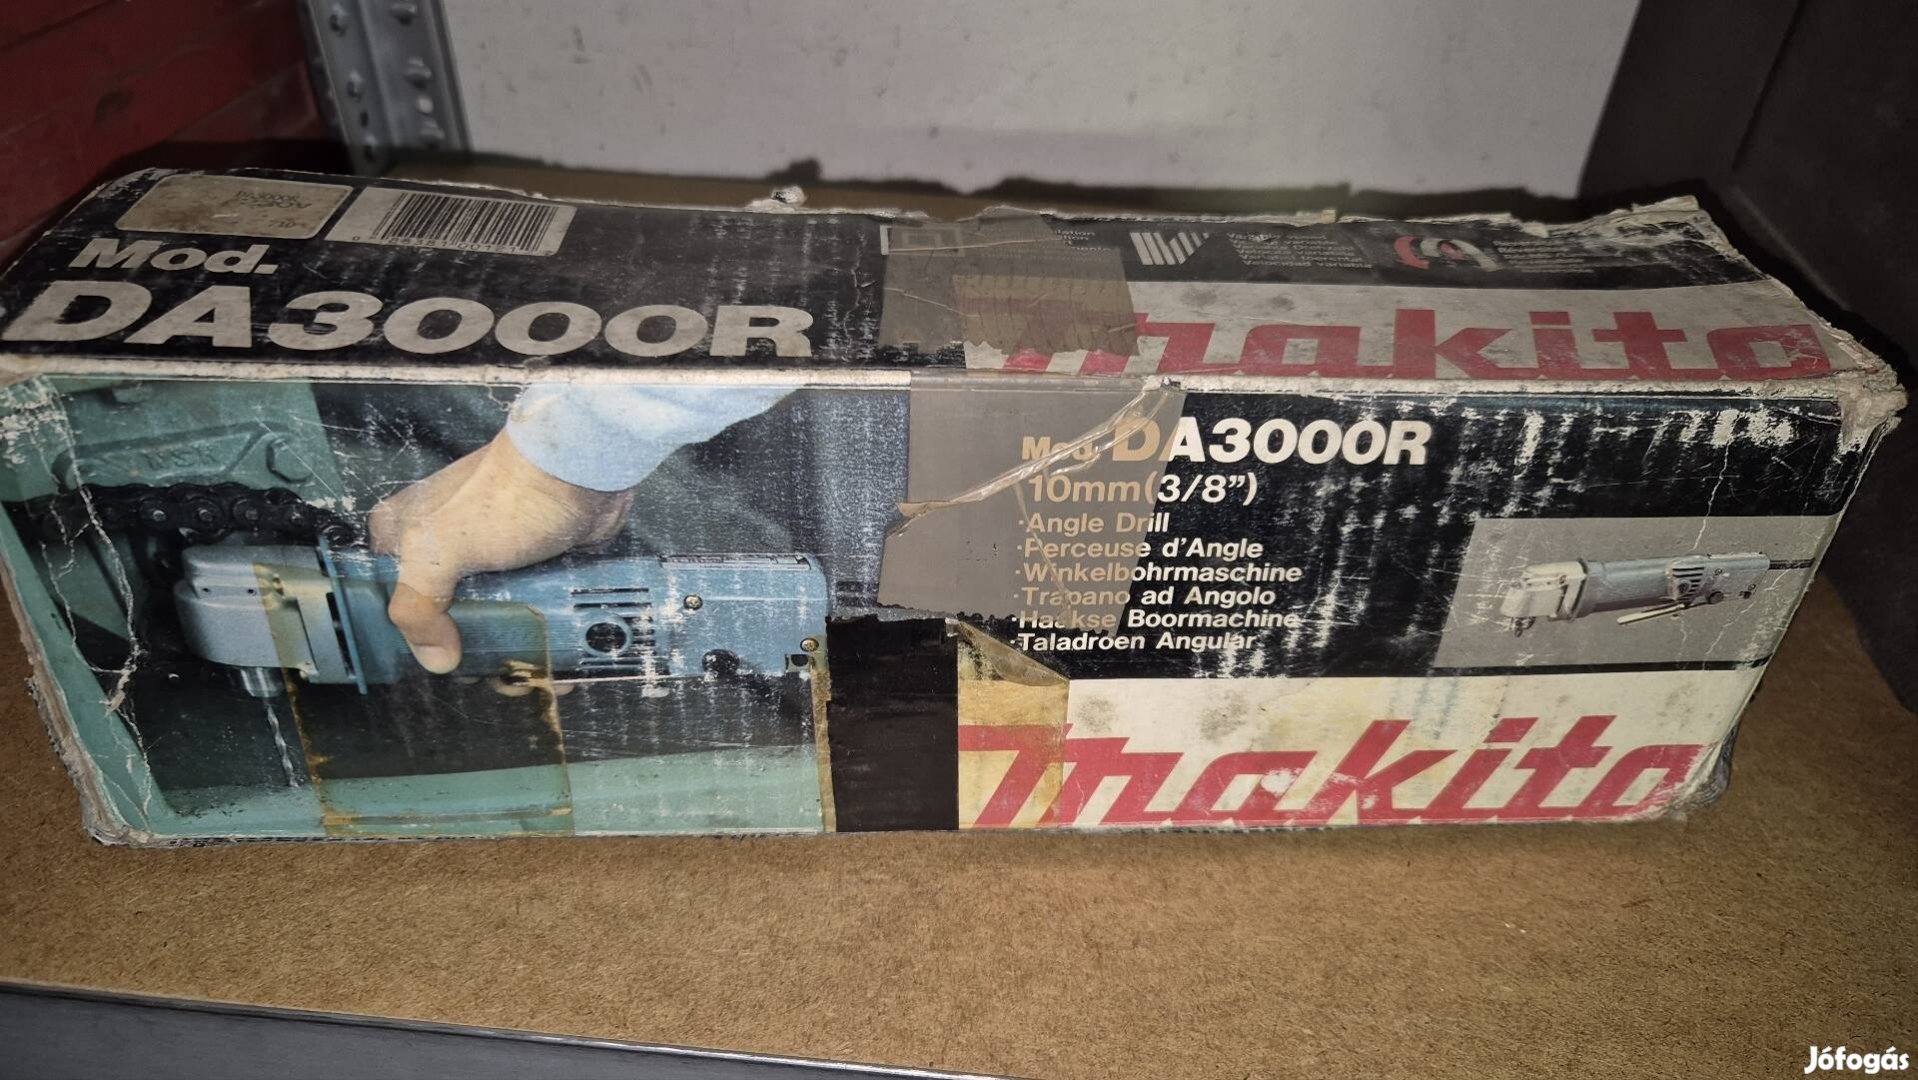 Mod.
DA3000R
makita
NSK
Mod. DA3000R
10mm(3/8")
·Angle Drill
·Perceuse d'Angle
·Winkelbohrmaschine
·Trapano ad Angolo
·Haakse Boormachine
·Taladroen Angular
makita
Jófogás